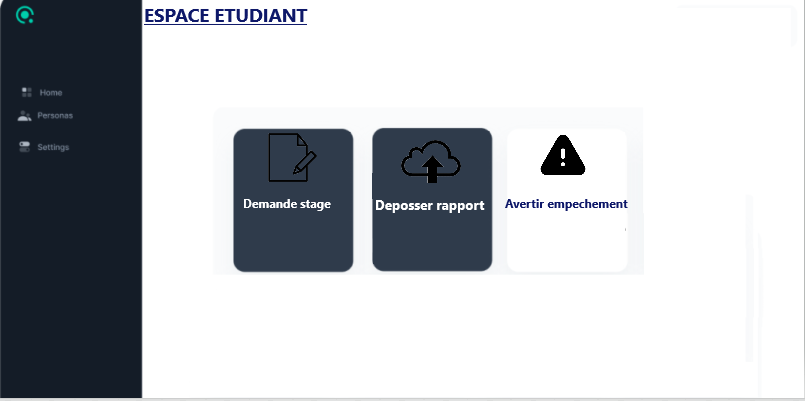 ESPACE ETUDIANT
Home
Personas
Settings
Demande stage
Deposser rapport
Avertir empechement